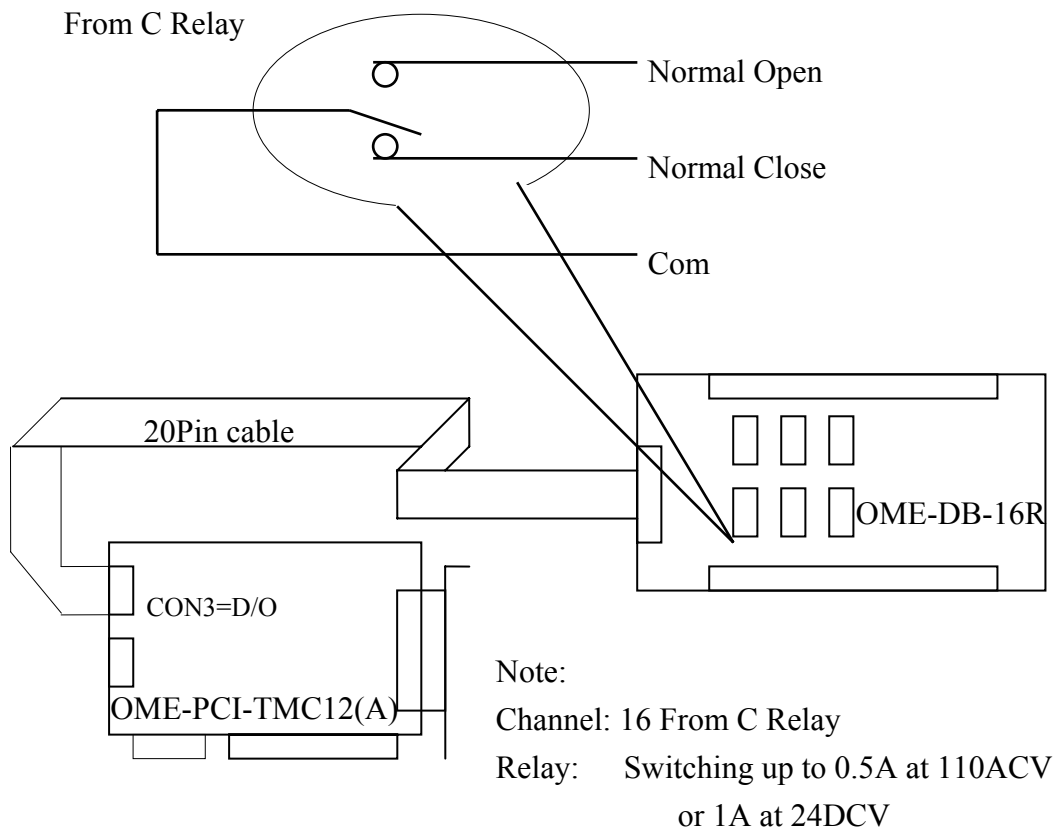 From C Relay
Normal Open
Normal Close
Com
20Pin cable
OME-DB-16R
CON3=D/O
OME-PCI-TMC12(A)
Note:
Channel: 16 From C Relay
Relay: Switching up to 0.5A at 110ACV
or 1A at 24DCV